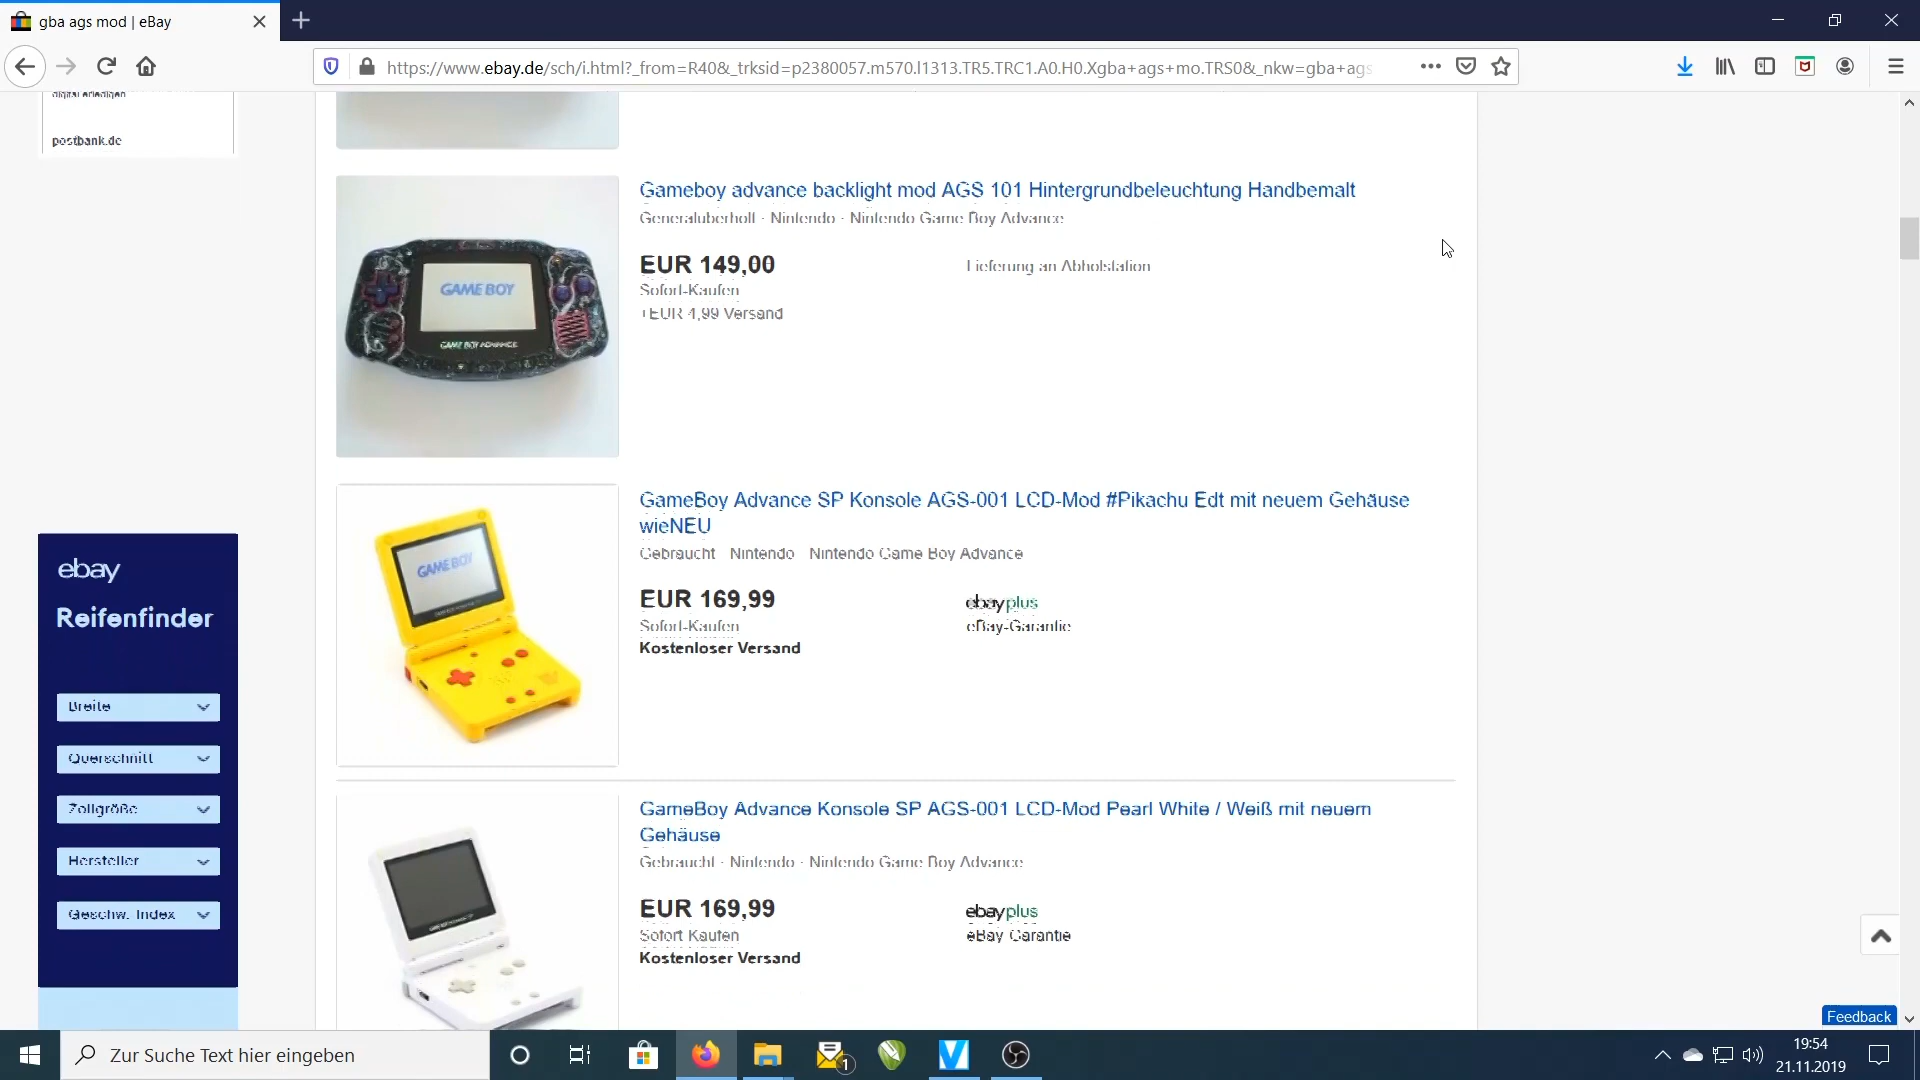 gba ags mod | eBay
https://www.ebay.de/sch/i.html?_from=R40&_trksid=p2380057.m570.l1313.TR5.TRC1.A0.H0.Xgba+ags+mo.TRS0&_nkw=gba+ags
digital erledigen
postbank.de
Gameboy advance backlight mod AGS 101 Hintergrundbeleuchtung Handbemalt
Generalüberholt · Nintendo · Nintendo Game Boy Advance
EUR 149,00
Lieferung an Abholstation
Sofort-Kaufen
+EUR 4,99 Versand
GAME BOY
GAME BOY ADVANCE
GameBoy Advance SP Konsole AGS-001 LCD-Mod #Pikachu Edt mit neuem Gehäuse
wieNEU
Gebraucht · Nintendo · Nintendo Game Boy Advance
EUR 169,99
ebayplus
Sofort-Kaufen
eBay-Garantie
Kostenloser Versand
GAME BOY
GameBoy Advance Konsole SP AGS-001 LCD-Mod Pearl White / Weiß mit neuem
Gehäuse
Gebraucht · Nintendo · Nintendo Game Boy Advance
EUR 169,99
ebayplus
Sofort-Kaufen
eBay-Garantie
Kostenloser Versand
ebay
Reifenfinder
Breite
Querschnitt
Zollgröße
Hersteller
Geschw. Index
Feedback
Zur Suche Text hier eingeben
1
19:54
21.11.2019